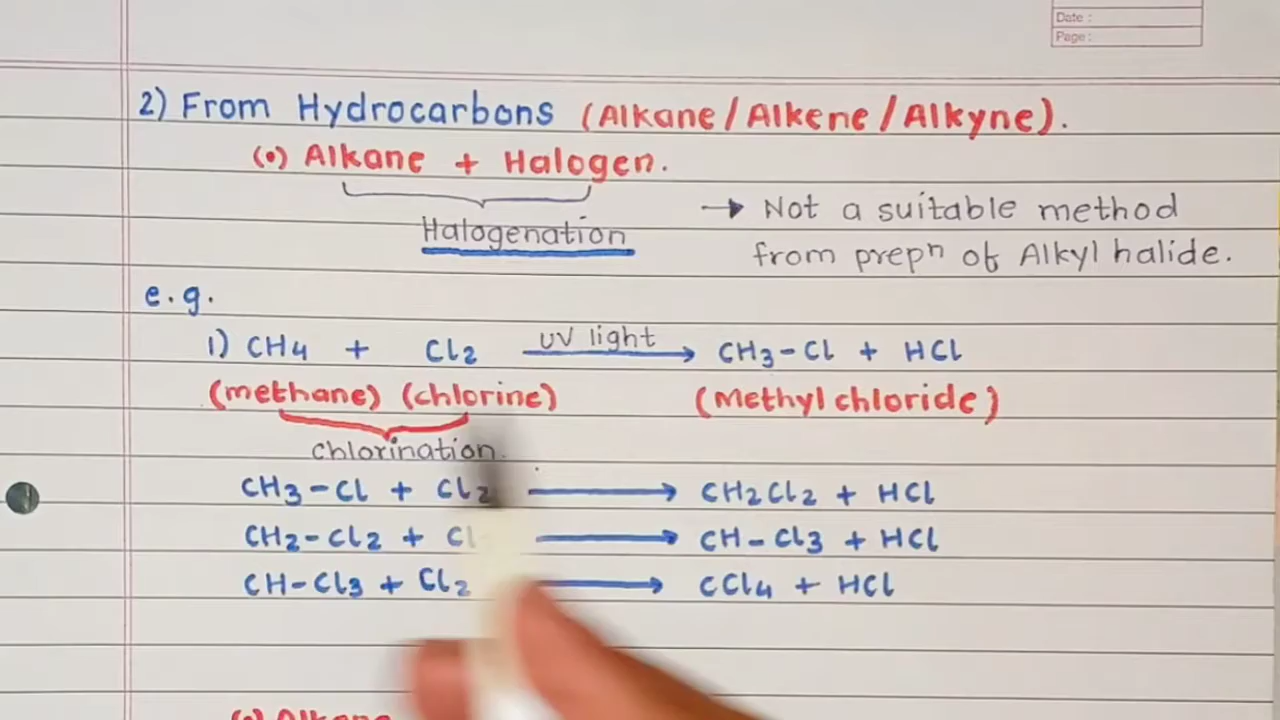 Date :
Page :
2) From Hydrocarbons (Alkane/Alkene/Alkyne).
(•) Alkane + Halogen.
Halogenation
→ Not a suitable method
from prepn of Alkyl halide.
e.g.
1) CH4 + Cl2 UV light → CH3-Cl + HCl
(methane) (chlorine) (Methyl chloride)
chlorination.
CH3-Cl + Cl2 → CH2Cl2 + HCl
CH2-Cl2 + Cl → CH-Cl3 + HCl
CH-Cl3 + Cl2 → CCl4 + HCl